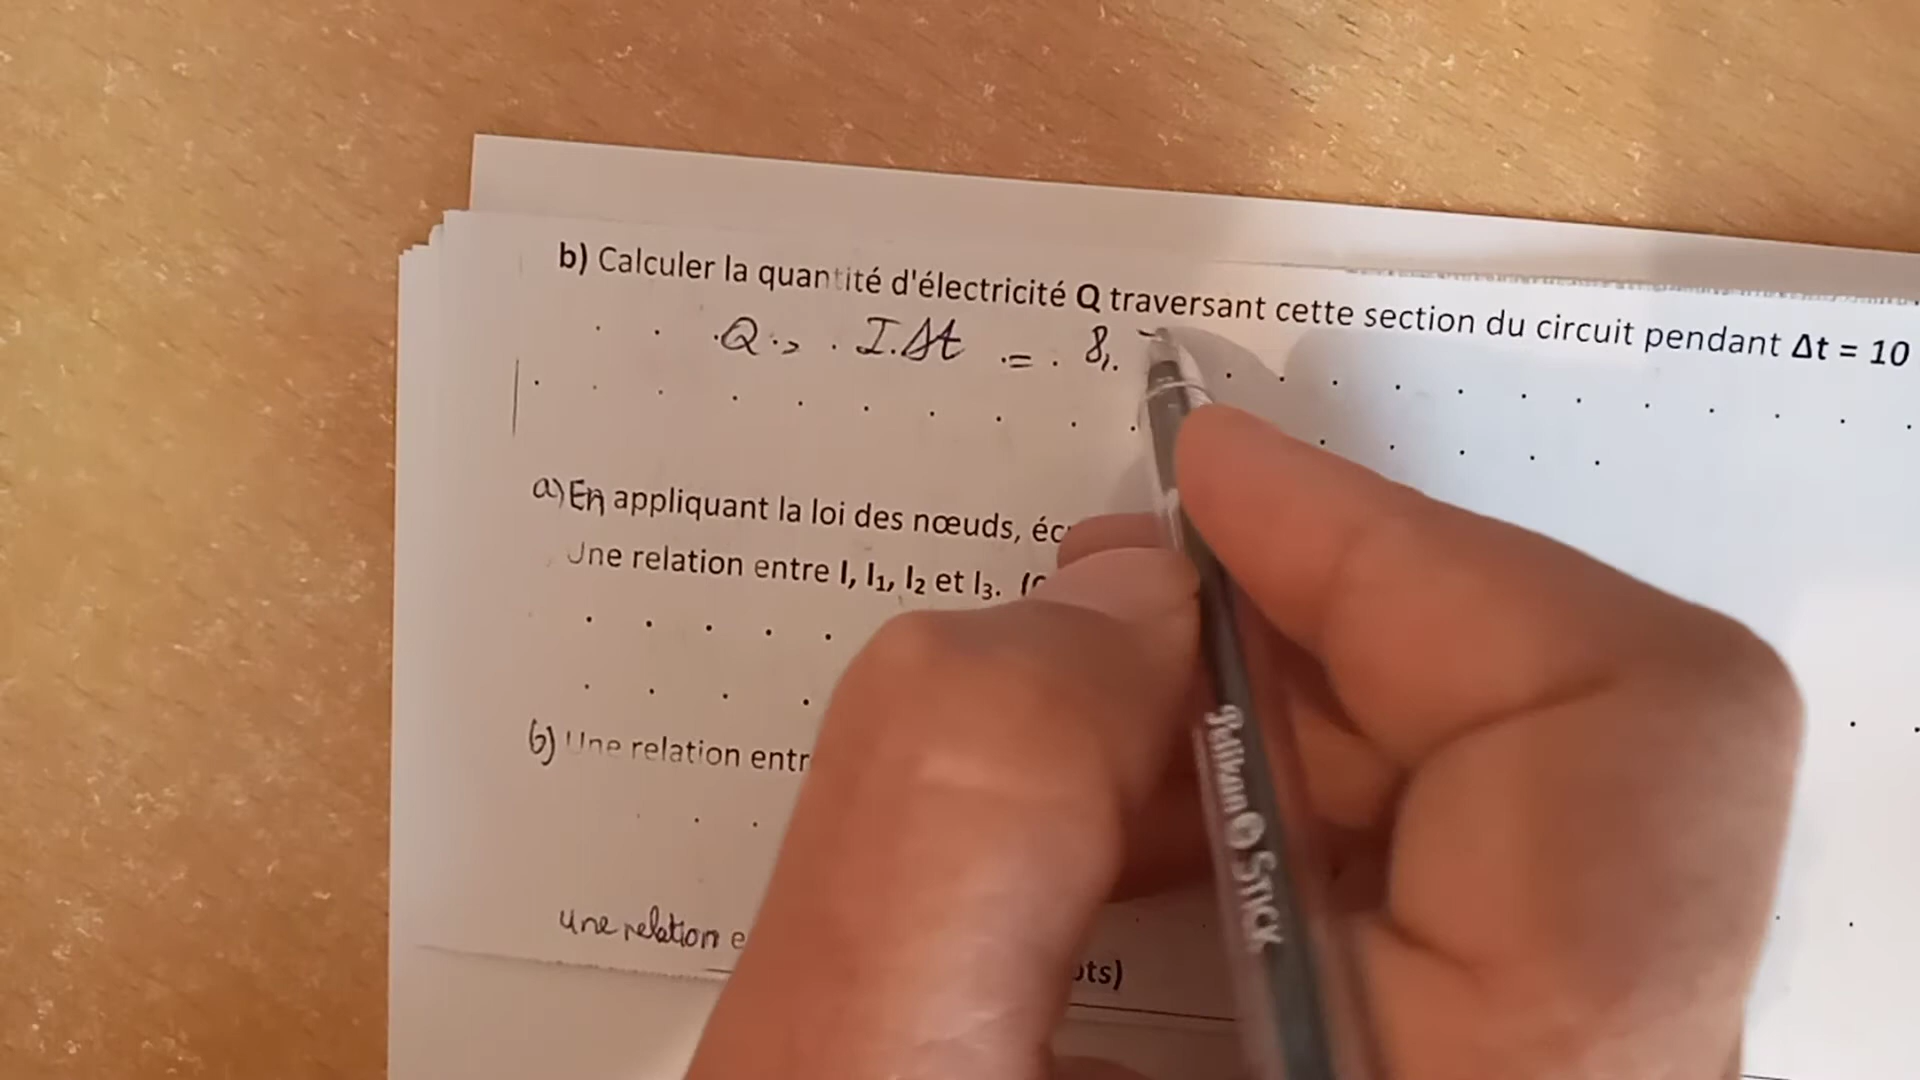 b) Calculer la quantité d'électricité Q traversant cette section du circuit pendant Δt = 10
Q = I.Δt = 8,
a) En appliquant la loi des nœuds, éc
Une relation entre I, I₁, I₂ et I₃.
b) Une relation entr
une relation e
pts)
Pelikan STICK